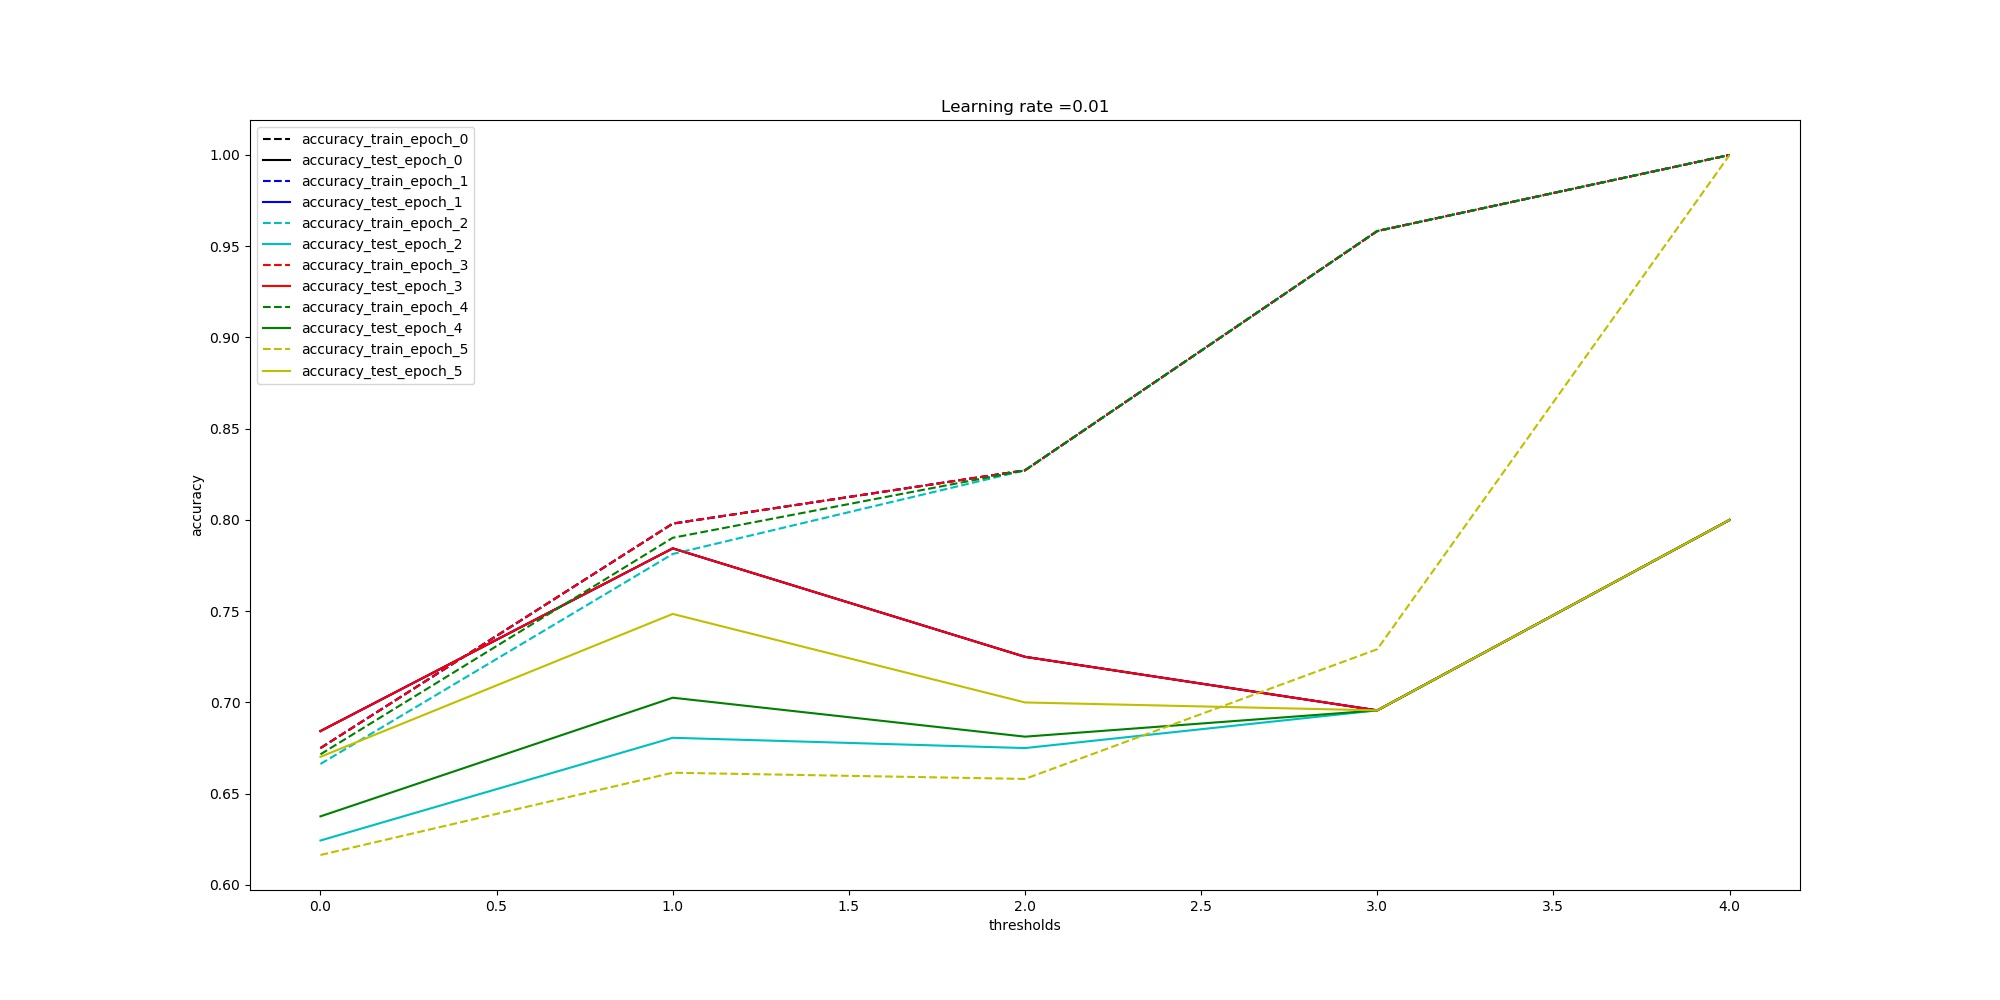 Learning rate =0.01
accuracy_train_epoch_0
accuracy_test_epoch_0
accuracy_train_epoch_1
accuracy_test_epoch_1
accuracy_train_epoch_2
accuracy_test_epoch_2
accuracy_train_epoch_3
accuracy_test_epoch_3
accuracy_train_epoch_4
accuracy_test_epoch_4
accuracy_train_epoch_5
accuracy_test_epoch_5
1.00
0.95
0.90
0.85
0.80
0.75
0.70
0.65
0.60
accuracy
0.0 0.5 1.0 1.5 2.0 2.5 3.0 3.5 4.0
thresholds